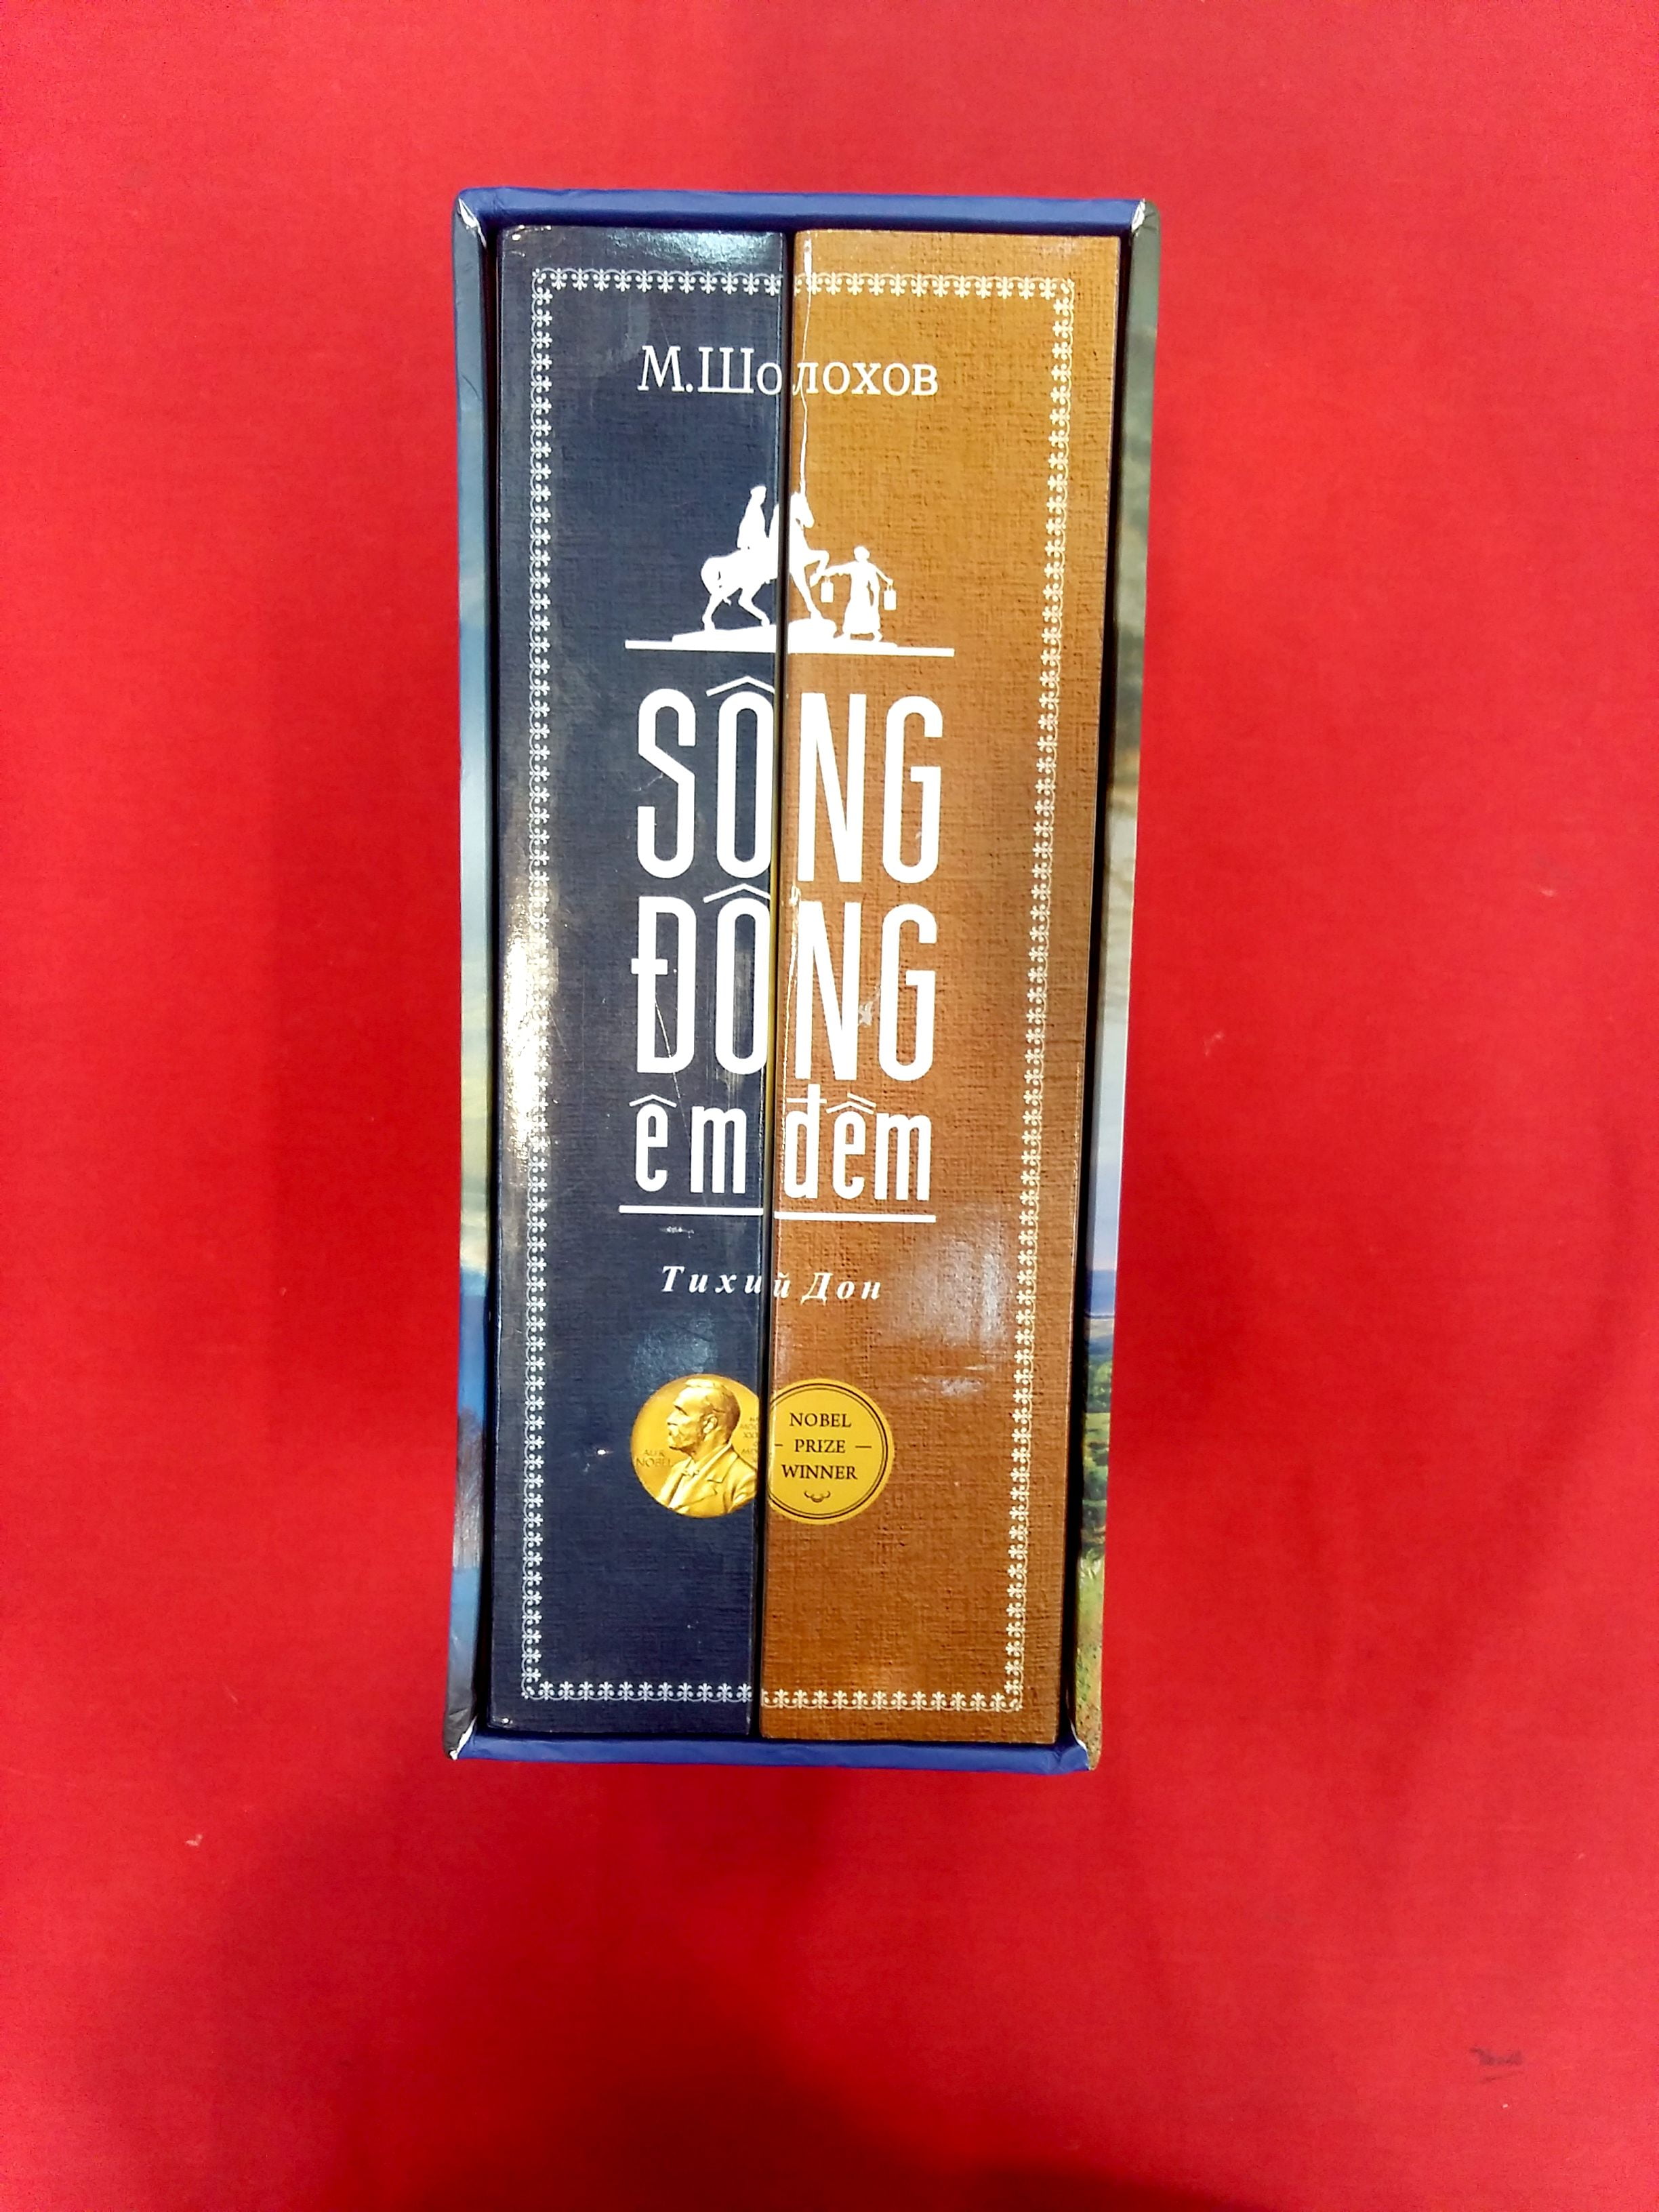 М.Шолохов
SÔNG
ĐÔNG
êm đềm
Тихий Дон
NOBEL
PRIZE
WINNER